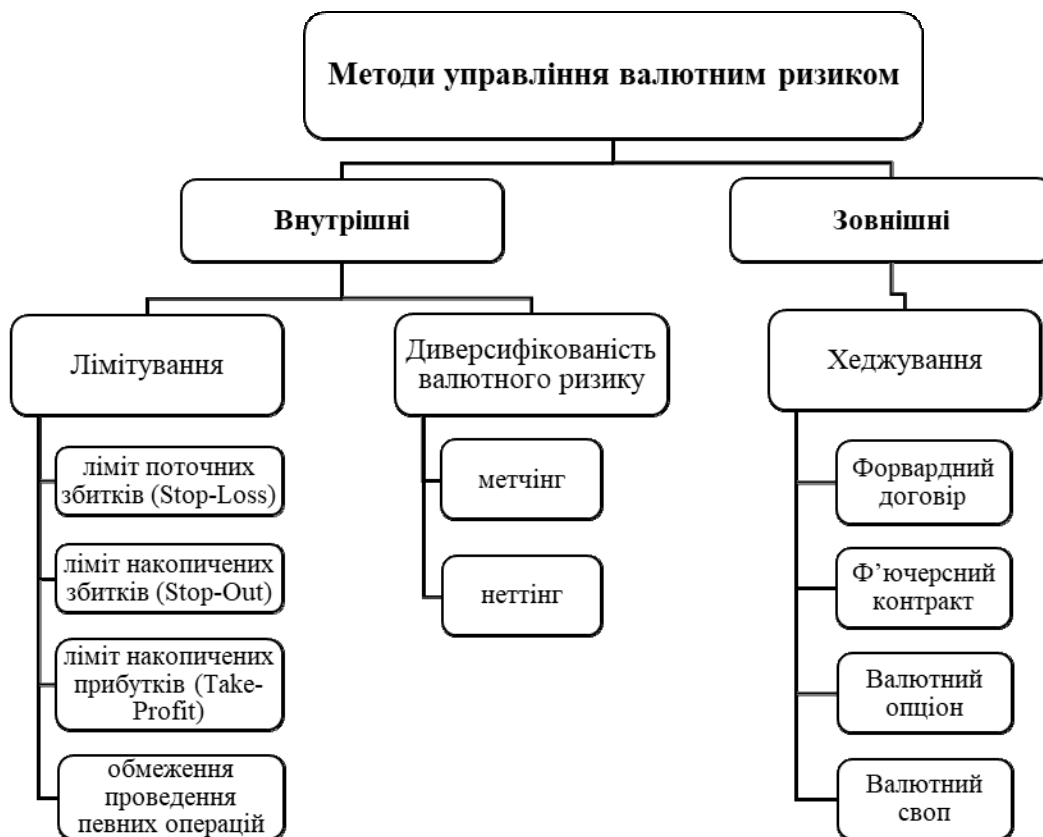 Методи управління валютним ризиком
Внутрішні
Зовнішні
Лімітування
Диверсифікованість
валютного ризику
Хеджування
ліміт поточних
збитків (Stop-Loss)
ліміт накопичених
збитків (Stop-Out)
ліміт накопичених
прибутків (Take-
Profit)
обмеження
проведення
певних операцій
метчінг
неттінг
Форвардний
договір
Ф’ючерсний
контракт
Валютний
опціон
Валютний
своп